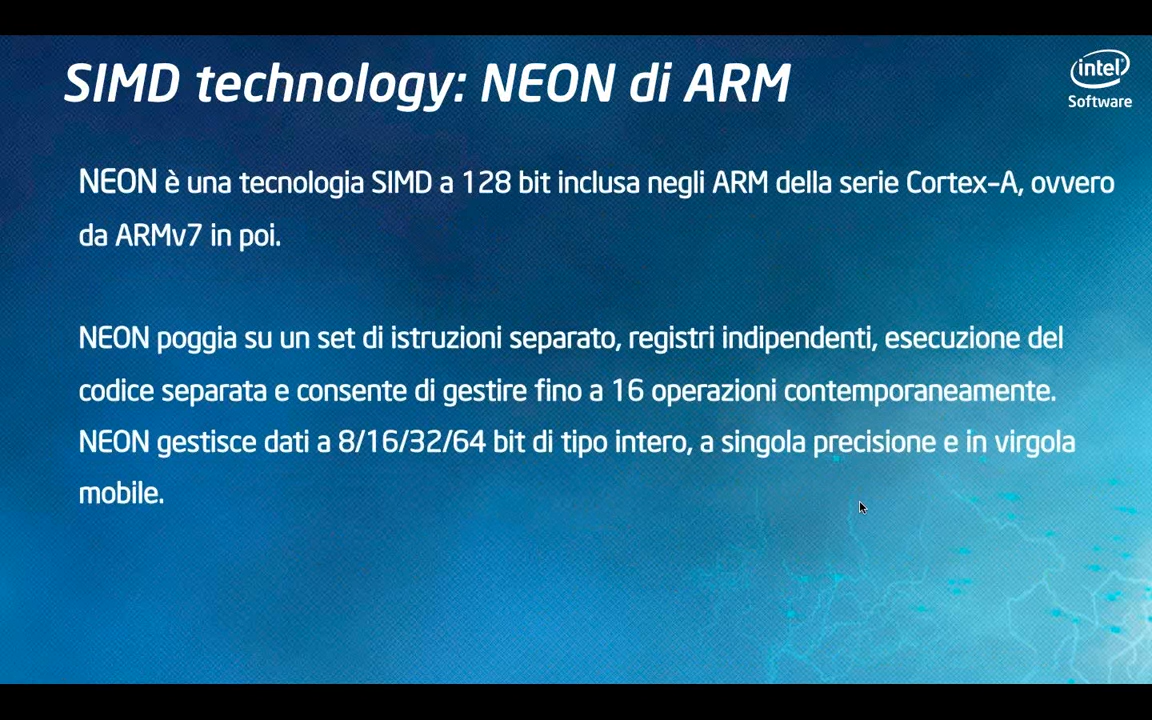 SIMD technology: NEON di ARM
intel
Software
NEON è una tecnologia SIMD a 128 bit inclusa negli ARM della serie Cortex-A, ovvero
da ARMv7 in poi.
NEON poggia su un set di istruzioni separato, registri indipendenti, esecuzione del
codice separata e consente di gestire fino a 16 operazioni contemporaneamente.
NEON gestisce dati a 8/16/32/64 bit di tipo intero, a singola precisione e in virgola
mobile.